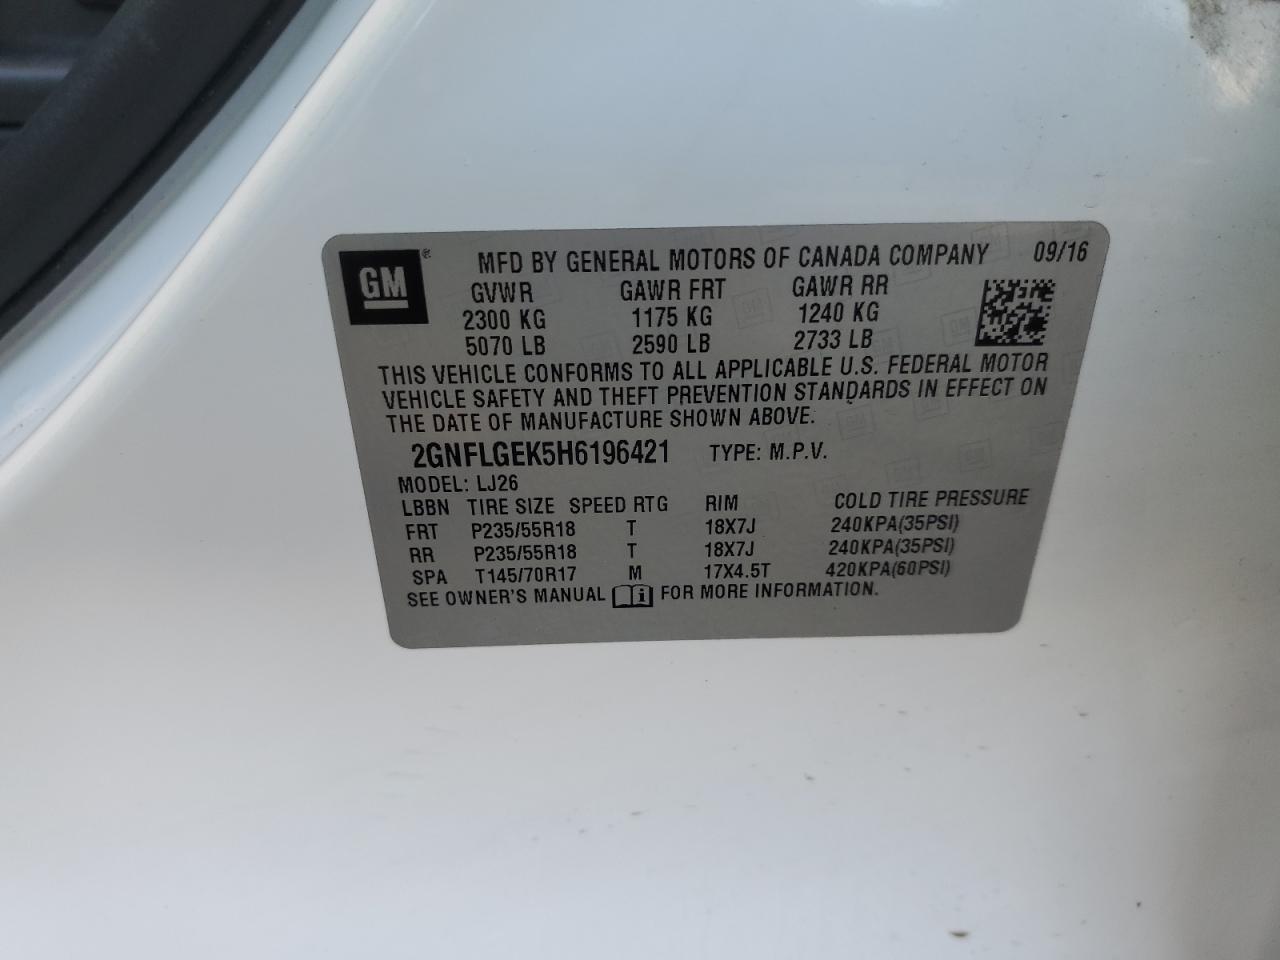 GM ® MFD BY GENERAL MOTORS OF CANADA COMPANY 09/16
GVWR GAWR FRT GAWR RR
2300 KG 1175 KG 1240 KG
5070 LB 2590 LB 2733 LB
THIS VEHICLE CONFORMS TO ALL APPLICABLE U.S. FEDERAL MOTOR
VEHICLE SAFETY AND THEFT PREVENTION STANDARDS IN EFFECT ON
THE DATE OF MANUFACTURE SHOWN ABOVE.
2GNFLGEK5H6196421 TYPE: M.P.V.
MODEL: LJ26
LBBN TIRE SIZE SPEED RTG RIM COLD TIRE PRESSURE
FRT P235/55R18 T 18X7J 240KPA(35PSI)
RR P235/55R18 T 18X7J 240KPA(35PSI)
SPA T145/70R17 M 17X4.5T 420KPA(60PSI)
SEE OWNER'S MANUAL i FOR MORE INFORMATION.